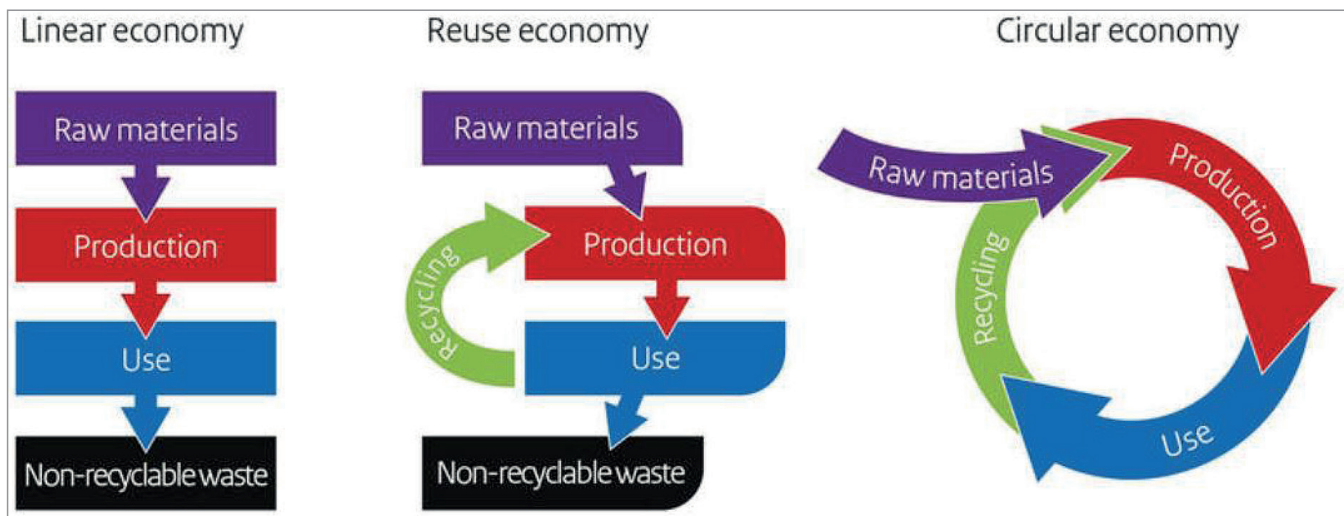 Linear economy
Raw materials
Production
Use
Non-recyclable waste
Reuse economy
Raw materials
Recycling
Production
Use
Non-recyclable waste
Circular economy
Raw materials
Production
Use
Recycling